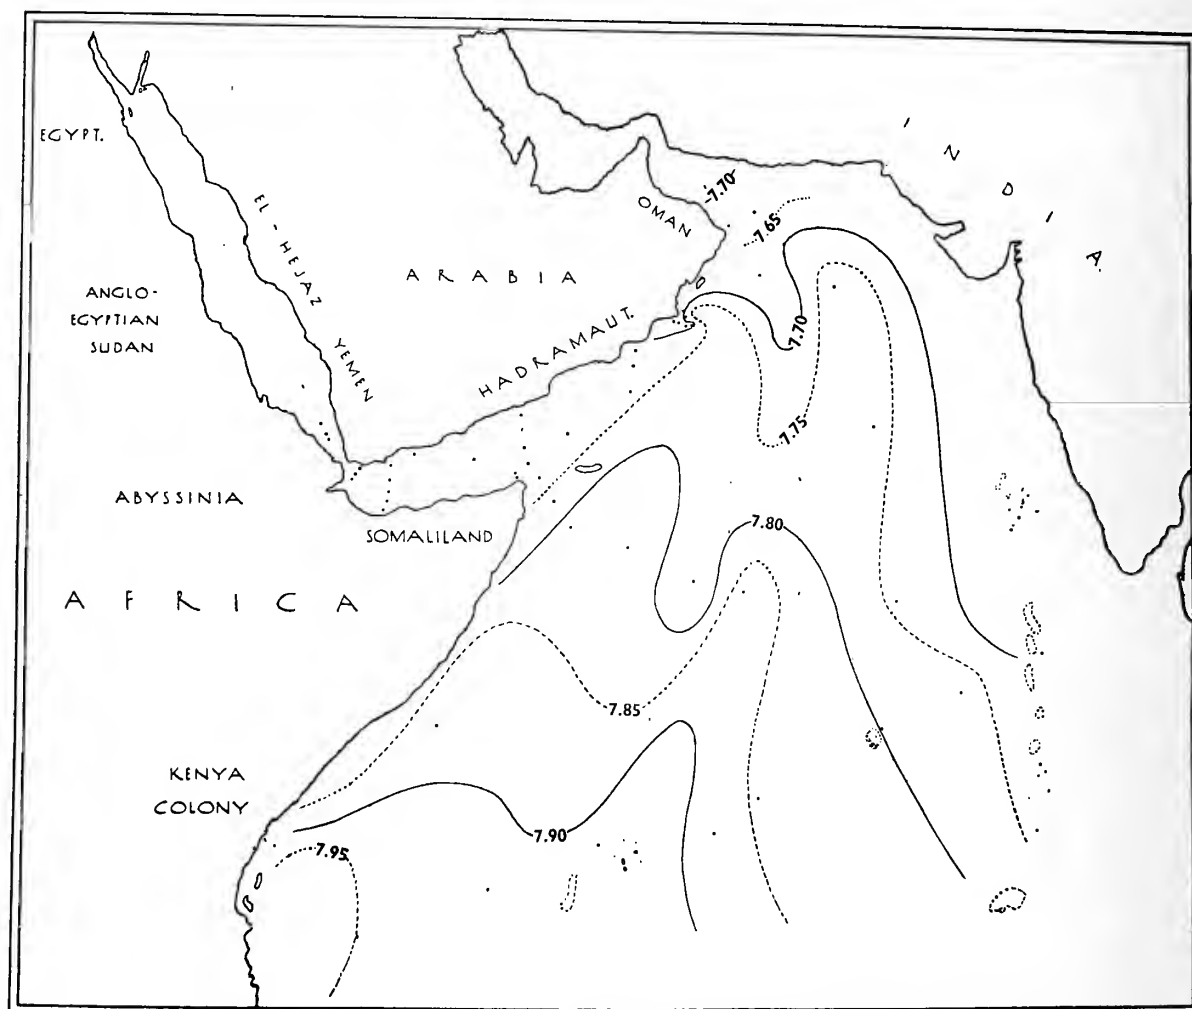 EGYPT.
INDIA.
7.70
OMAN
7.65
EL-HEJAZ
ARABIA
ANGLO-
EGYPTIAN
SUDAN
YEMEN
HADRAMAUT.
7.70
7.75
ABYSSINIA
SOMALILAND
7.80
AFRICA
7.85
KENYA
COLONY
7.90
7.95